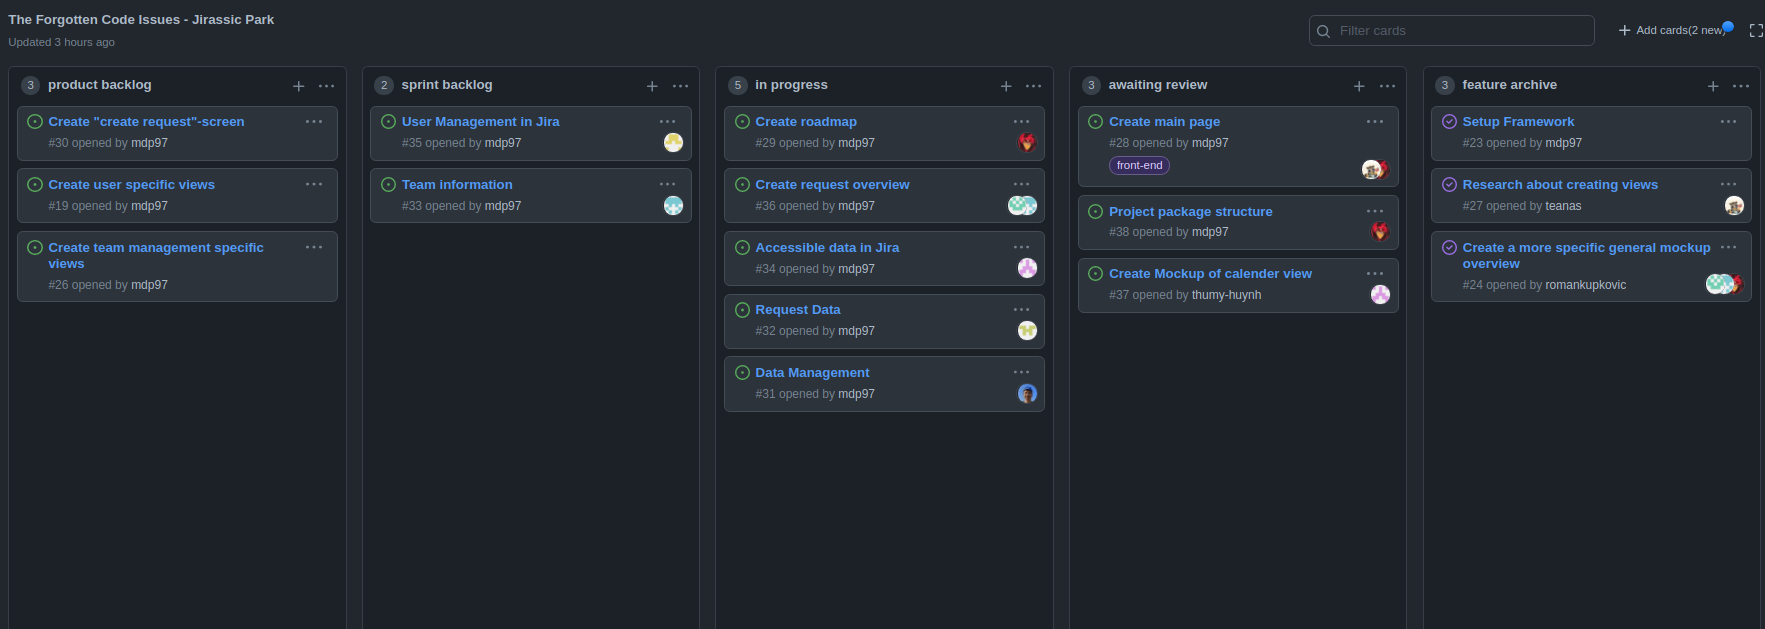 The Forgotten Code Issues - Jirassic Park
Updated 3 hours ago
Filter cards
Add cards(2 new)
3 product backlog
Create "create request"-screen
#30 opened by mdp97
Create user specific views
#19 opened by mdp97
Create team management specific
views
#26 opened by mdp97
2 sprint backlog
User Management in Jira
#35 opened by mdp97
Team information
#33 opened by mdp97
5 in progress
Create roadmap
#29 opened by mdp97
Create request overview
#36 opened by mdp97
Accessible data in Jira
#34 opened by mdp97
Request Data
#32 opened by mdp97
Data Management
#31 opened by mdp97
3 awaiting review
Create main page
#28 opened by mdp97
front-end
Project package structure
#38 opened by mdp97
Create Mockup of calender view
#37 opened by thumy-huynh
3 feature archive
Setup Framework
#23 opened by mdp97
Research about creating views
#27 opened by teanas
Create a more specific general mockup
overview
#24 opened by romankupkovic